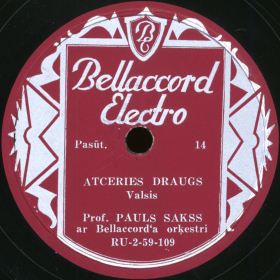 Bellaccord
Electro
Pasūt. 14
ATCERIES DRAUGS
Valsis
Prof. PAULS SAKSS
ar Bellaccord'a orķestri
RU-2-59-109